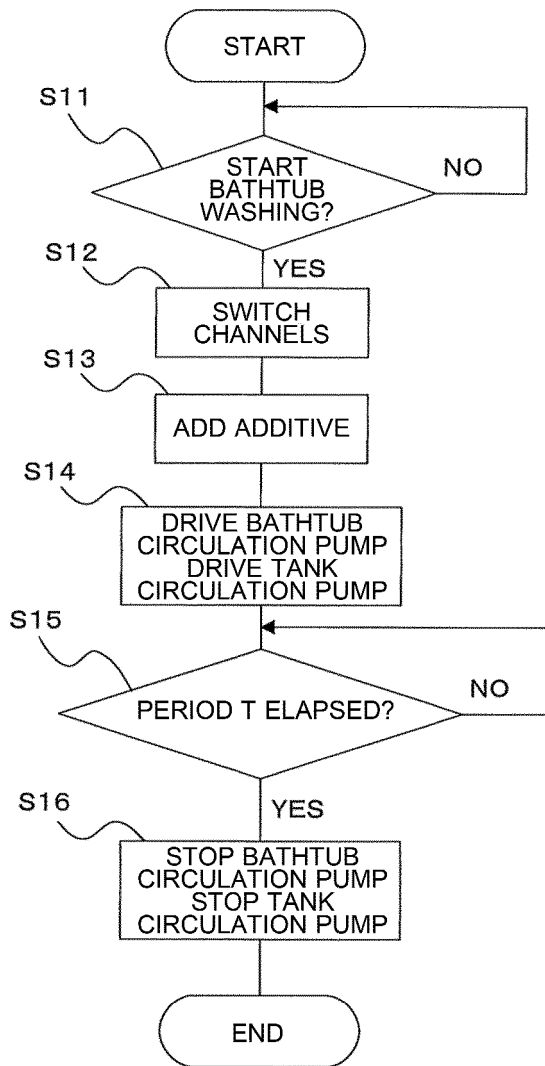 START
S11
START
BATHTUB
WASHING?
NO
S12
YES
SWITCH
CHANNELS
S13
ADD ADDITIVE
S14
DRIVE BATHTUB
CIRCULATION PUMP
DRIVE TANK
CIRCULATION PUMP
S15
PERIOD T ELAPSED?
NO
S16
YES
STOP BATHTUB
CIRCULATION PUMP
STOP TANK
CIRCULATION PUMP
END